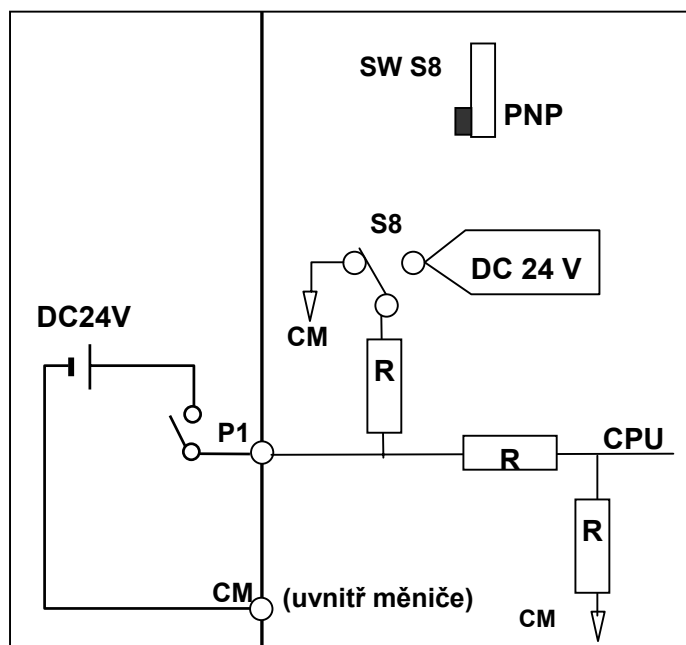 SW S8
PNP
S8
DC 24 V
DC24V
CM
R
P1
CPU
R
R
CM (uvnitř měniče)
CM